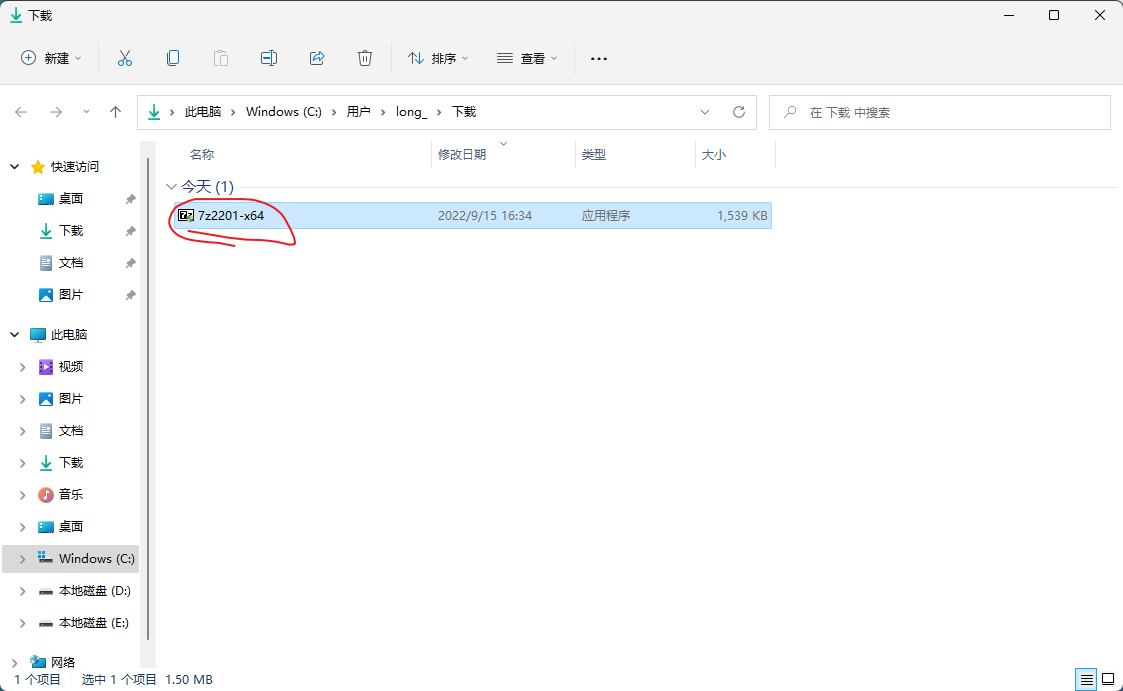 下载
新建
排序
查看
此电脑 Windows (C:) 用户 long_ 下载
在 下载 中搜索
名称 修改日期 类型 大小
今天 (1)
7z2201-x64 2022/9/15 16:34 应用程序 1,539 KB
快速访问
桌面
下载
文档
图片
此电脑
视频
图片
文档
下载
音乐
桌面
Windows (C:)
本地磁盘 (D:)
本地磁盘 (E:)
网络
1 个项目 选中 1 个项目 1.50 MB